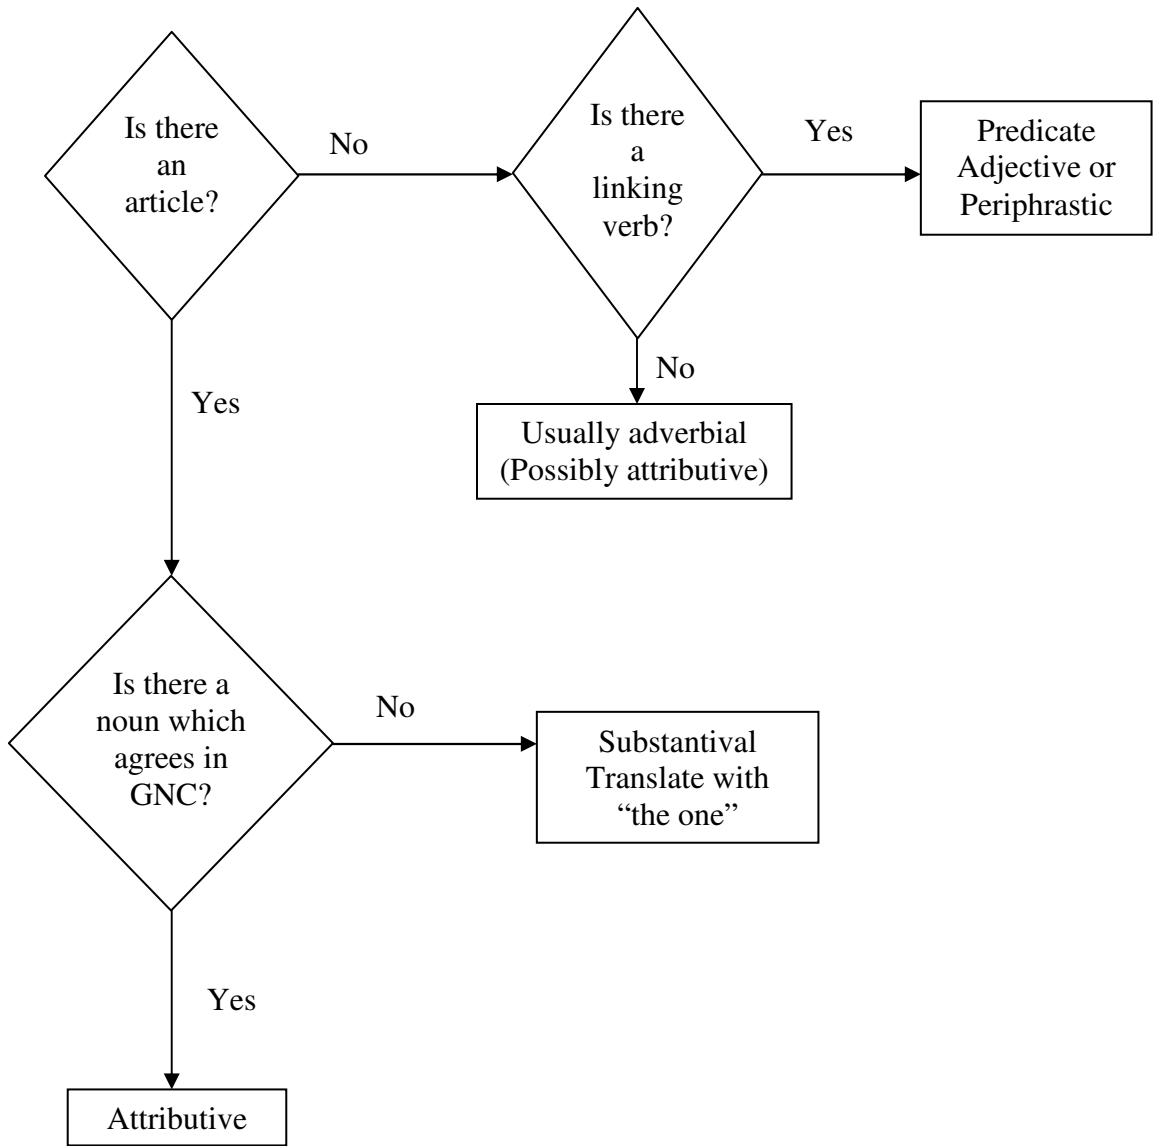 Is there
an
article?
No
Is there
a
linking
verb?
Yes
Predicate
Adjective or
Periphrastic
No
Usually adverbial
(Possibly attributive)
Yes
Is there a
noun which
agrees in
GNC?
No
Substantival
Translate with
“the one”
Yes
Attributive